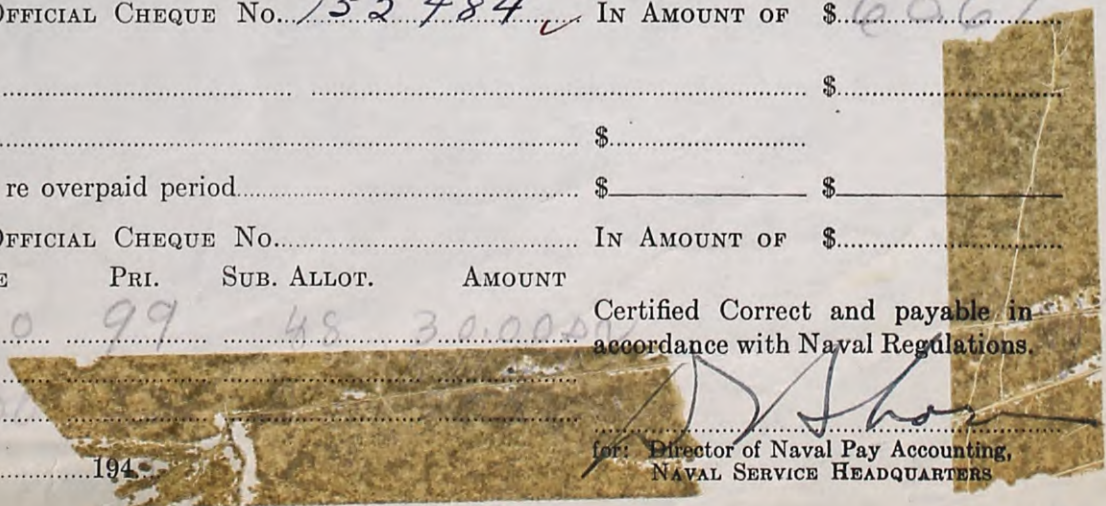 OFFICIAL CHEQUE NO. 152484 IN AMOUNT OF $ 6061
$
$
re overpaid period $ $
OFFICIAL CHEQUE NO. IN AMOUNT OF $
PRI. SUB. ALLOT. AMOUNT
0 99 48 30.00
Certified Correct and payable in
accordance with Naval Regulations.
194
for: Director of Naval Pay Accounting,
NAVAL SERVICE HEADQUARTERS